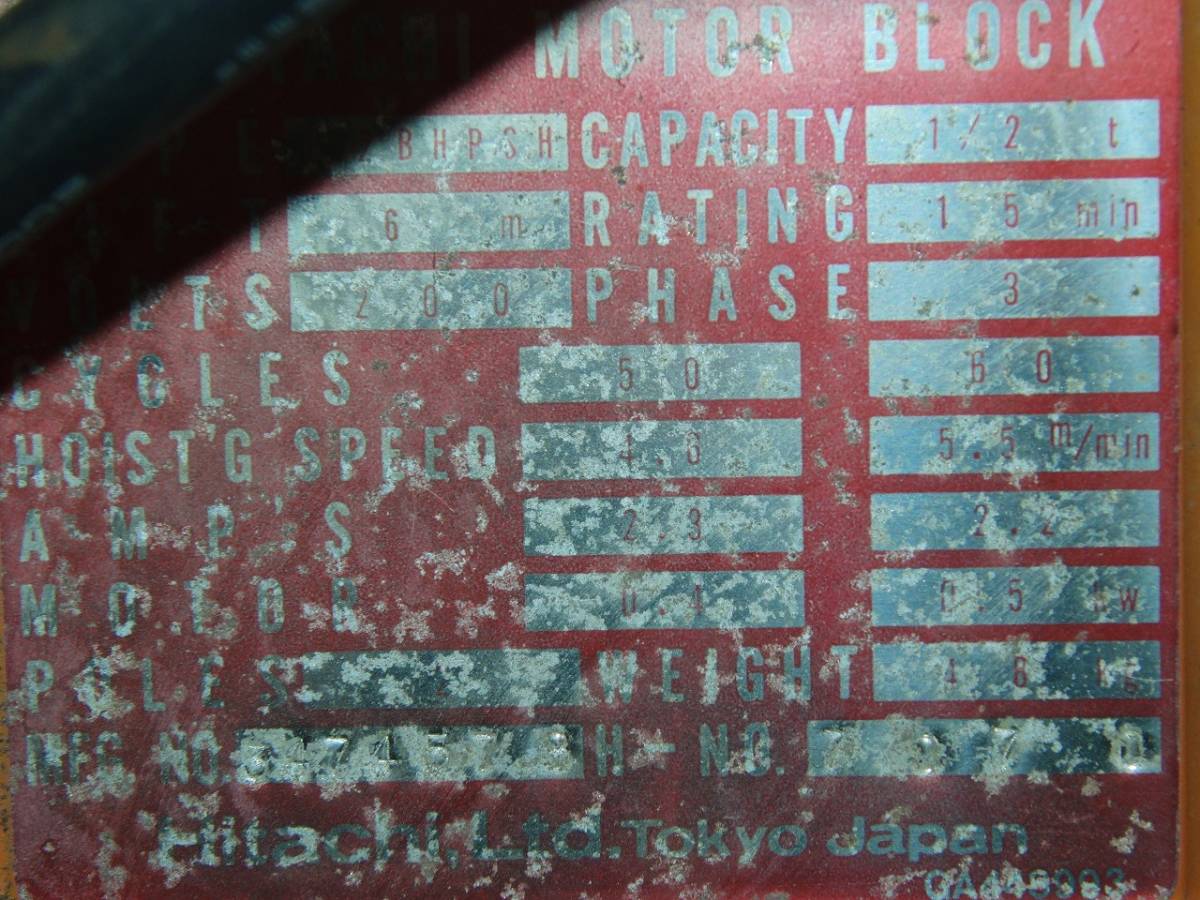 MOTOR BLOCK
CAPACITY 1/2 t
6 m RATING 15 min
VOLTS 200 PHASE 3
CYCLES 50 60
HOIST'G SPEED 4.6 5.5 m/min
AMP'S 2.3 2.2
MOTOR 0.4 0.5 kw
POLES WEIGHT kg
MFG NO. H-NO.
Hitachi, Ltd. Tokyo Japan